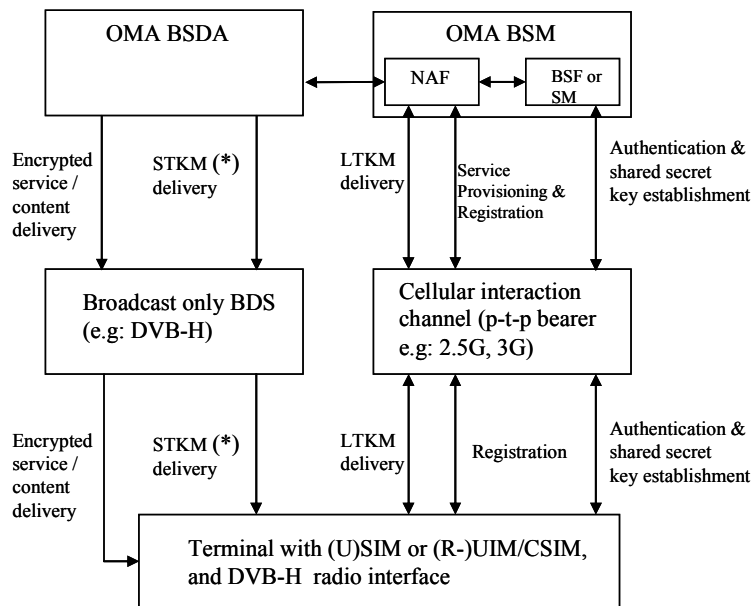 OMA BSDA
OMA BSM
NAF
BSF or
SM
Encrypted
service /
content
delivery
STKM (*)
delivery
LTKM
delivery
Service
Provisioning &
Registration
Authentication &
shared secret
key establishment
Broadcast only BDS
(e.g: DVB-H)
Cellular interaction
channel (p-t-p bearer
e.g: 2.5G, 3G)
Encrypted
service /
content
delivery
STKM (*)
delivery
LTKM
delivery
Registration
Authentication &
shared secret
key establishment
Terminal with (U)SIM or (R-)UIM/CSIM,
and DVB-H radio interface